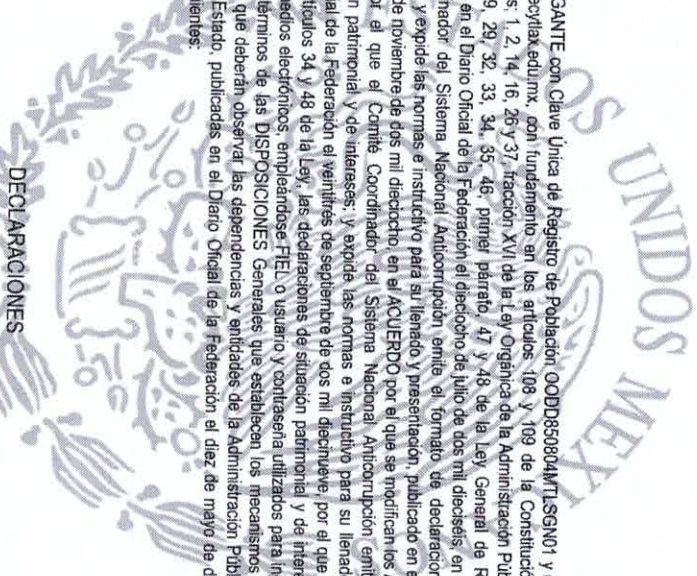 GANTE con Clave Única de Registro de Población OODD850804MTLSGN01 y
ecytlax.edu.mx, con fundamento en los artículos 108 y 109 de la Constitució
s; 1, 2, 14, 16, 26 y 37, fracción XVI de la Ley Orgánica de la Administración Púb
9, 29, 32, 33, 34, 35, 46, primer párrafo, 47 y 48 de la Ley General de R
en el Diario Oficial de la Federación el dieciocho de julio de dos mil dieciséis, en
nador del Sistema Nacional Anticorrupción emite el formato de declaracion
y expide las normas e instructivo para su llenado y presentación, publicado en e
de noviembre de dos mil dieciocho, en el ACUERDO por el que se modifican los
or el que el Comité Coordinador del Sistema Nacional Anticorrupción emit
n patrimonial y de intereses; y expide las normas e instructivo para su llenad
ial de la Federación el veintitrés de septiembre de dos mil diecinueve, por el que
tículos 34 y 48 de la Ley, las declaraciones de situación patrimonial y de inter
edios electrónicos, empleándose FIEL o usuario y contraseña utilizados para in
términos de las DISPOSICIONES Generales que establecen los mecanismos
que deberán observar las dependencias y entidades de la Administración Públ
Estado, publicadas en el Diario Oficial de la Federación el diez de mayo de d
ientes:
DECLARACIONES
UNIDOS MEXI